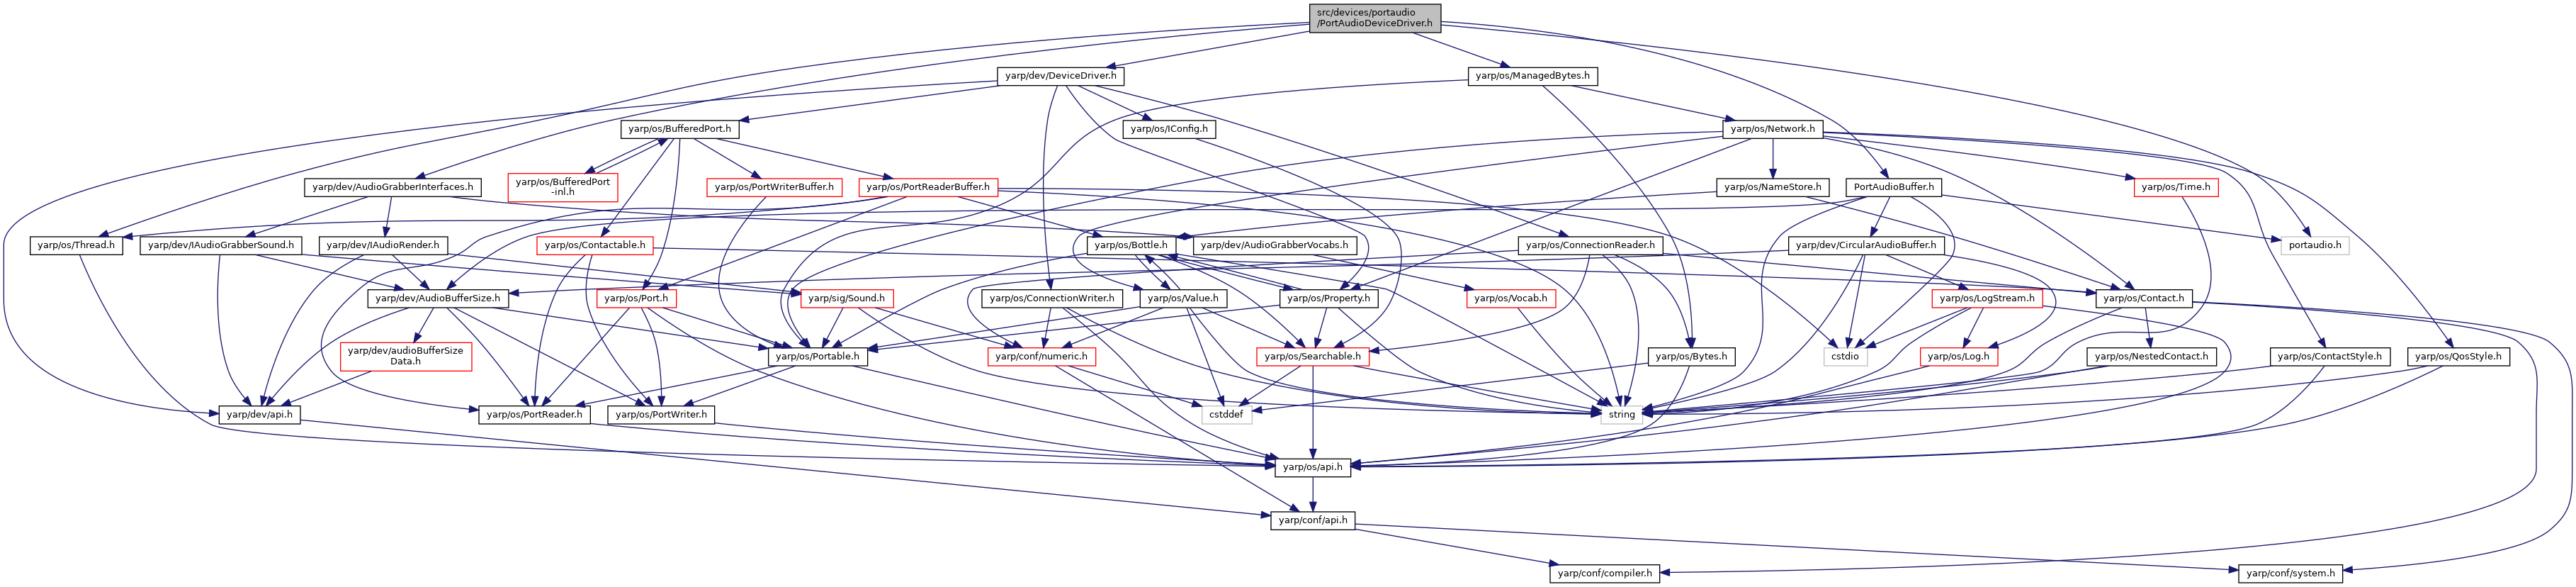 src/devices/portaudio
/PortAudioDeviceDriver.h
yarp/dev/DeviceDriver.h
yarp/os/ManagedBytes.h
yarp/os/BufferedPort.h
yarp/os/IConfig.h
yarp/os/Network.h
yarp/dev/AudioGrabberInterfaces.h
yarp/os/BufferedPort
-inl.h
yarp/os/PortWriterBuffer.h
yarp/os/PortReaderBuffer.h
yarp/os/NameStore.h
PortAudioBuffer.h
yarp/os/Time.h
yarp/os/Thread.h
yarp/dev/IAudioGrabberSound.h
yarp/dev/IAudioRender.h
yarp/os/Contactable.h
yarp/os/Bottle.h
yarp/dev/AudioGrabberVocabs.h
yarp/os/ConnectionReader.h
yarp/dev/CircularAudioBuffer.h
portaudio.h
yarp/dev/AudioBufferSize.h
yarp/os/Port.h
yarp/sig/Sound.h
yarp/os/ConnectionWriter.h
yarp/os/Value.h
yarp/os/Property.h
yarp/os/Vocab.h
yarp/os/LogStream.h
yarp/os/Contact.h
yarp/dev/audioBufferSize
Data.h
yarp/os/Portable.h
yarp/conf/numeric.h
yarp/os/Searchable.h
yarp/os/Bytes.h
cstdio
yarp/os/Log.h
yarp/os/NestedContact.h
yarp/os/ContactStyle.h
yarp/os/QosStyle.h
yarp/dev/api.h
yarp/os/PortReader.h
yarp/os/PortWriter.h
cstddef
string
yarp/os/api.h
yarp/conf/api.h
yarp/conf/compiler.h
yarp/conf/system.h